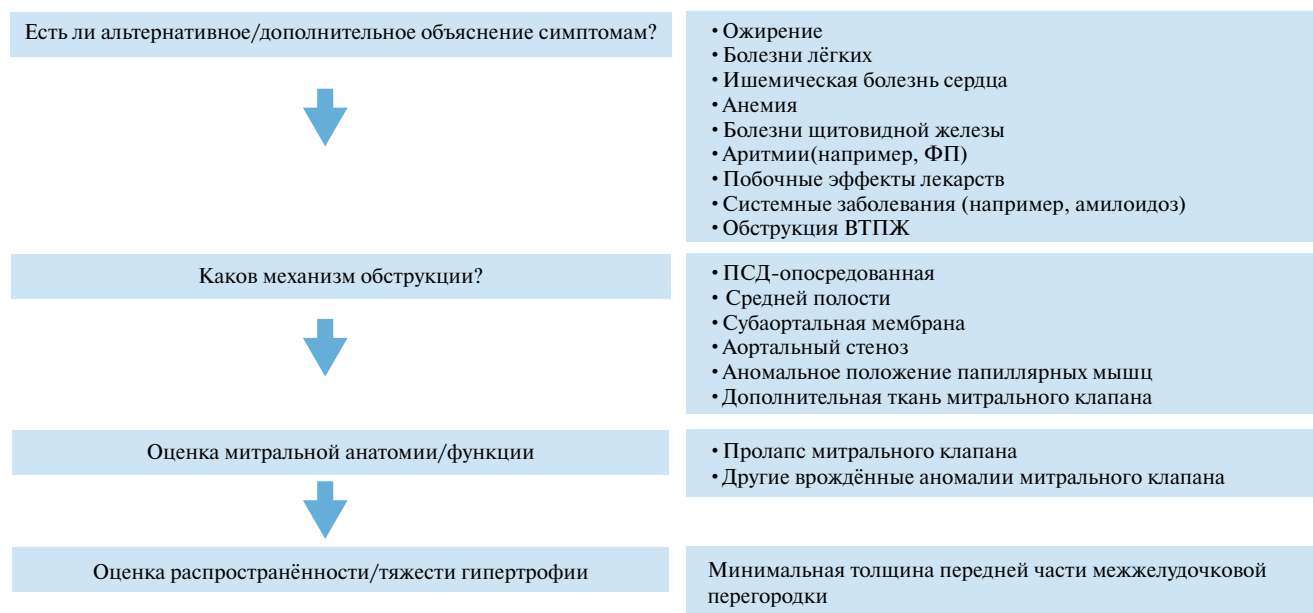 Есть ли альтернативное/дополнительное объяснение симптомам?
• Ожирение
• Болезни лёгких
• Ишемическая болезнь сердца
• Анемия
• Болезни щитовидной железы
• Аритмии(например, ФП)
• Побочные эффекты лекарств
• Системные заболевания (например, амилоидоз)
• Обструкция ВТПЖ
Каков механизм обструкции?
• ПСД-опосредованная
• Средней полости
• Субаортальная мембрана
• Аортальный стеноз
• Аномальное положение папиллярных мышц
• Дополнительная ткань митрального клапана
Оценка митральной анатомии/функции
• Пролапс митрального клапана
• Другие врождённые аномалии митрального клапана
Оценка распространённости/тяжести гипертрофии
Минимальная толщина передней части межжелудочковой
перегородки